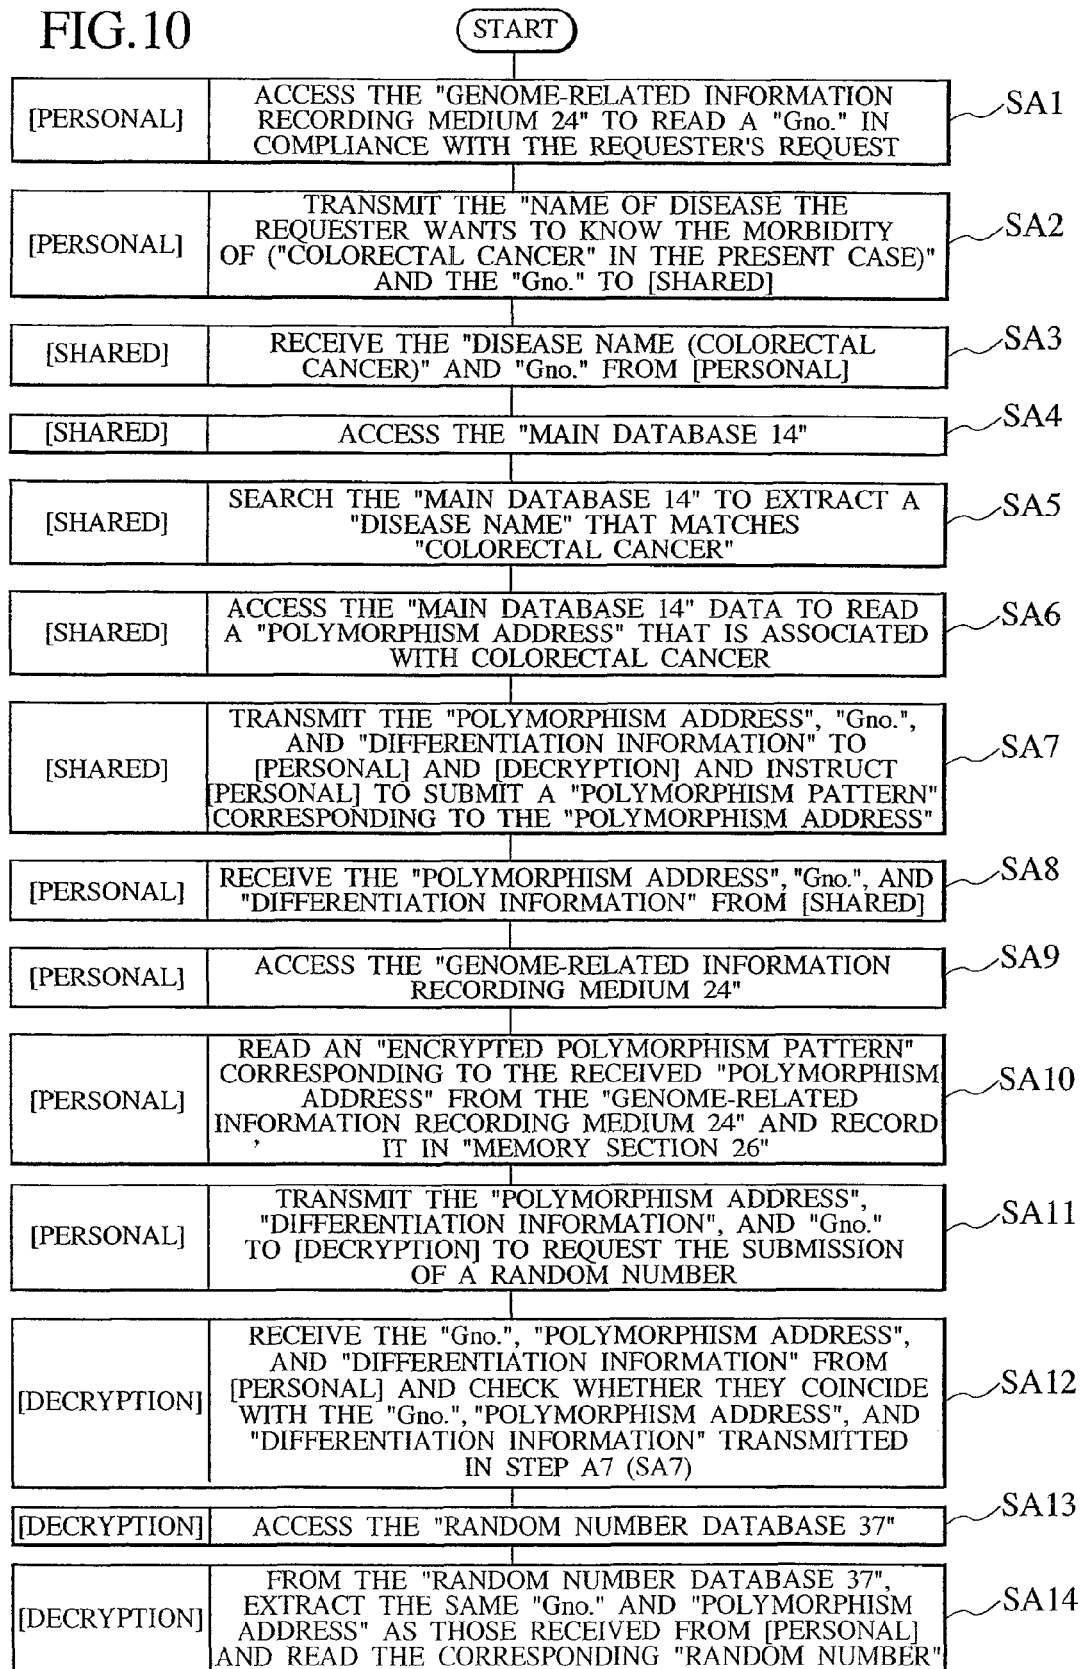 FIG.10
START
[PERSONAL]
ACCESS THE "GENOME-RELATED INFORMATION
RECORDING MEDIUM 24" TO READ A "Gno." IN
COMPLIANCE WITH THE REQUESTER'S REQUEST
SA1
[PERSONAL]
TRANSMIT THE "NAME OF DISEASE THE
REQUESTER WANTS TO KNOW THE MORBIDITY
OF ("COLORECTAL CANCER" IN THE PRESENT CASE)"
AND THE "Gno." TO [SHARED]
SA2
[SHARED]
RECEIVE THE "DISEASE NAME (COLORECTAL
CANCER)" AND "Gno." FROM [PERSONAL]
SA3
[SHARED]
ACCESS THE "MAIN DATABASE 14"
SA4
[SHARED]
SEARCH THE "MAIN DATABASE 14" TO EXTRACT A
"DISEASE NAME" THAT MATCHES
"COLORECTAL CANCER"
SA5
[SHARED]
ACCESS THE "MAIN DATABASE 14" DATA TO READ
A "POLYMORPHISM ADDRESS" THAT IS ASSOCIATED
WITH COLORECTAL CANCER
SA6
[SHARED]
TRANSMIT THE "POLYMORPHISM ADDRESS", "Gno.",
AND "DIFFERENTIATION INFORMATION" TO
[PERSONAL] AND [DECRYPTION] AND INSTRUCT
[PERSONAL] TO SUBMIT A "POLYMORPHISM PATTERN"
CORRESPONDING TO THE "POLYMORPHISM ADDRESS"
SA7
[PERSONAL]
RECEIVE THE "POLYMORPHISM ADDRESS", "Gno.", AND
"DIFFERENTIATION INFORMATION" FROM [SHARED]
SA8
[PERSONAL]
ACCESS THE "GENOME-RELATED INFORMATION
RECORDING MEDIUM 24"
SA9
[PERSONAL]
READ AN "ENCRYPTED POLYMORPHISM PATTERN"
CORRESPONDING TO THE RECEIVED "POLYMORPHISM
ADDRESS" FROM THE "GENOME-RELATED
INFORMATION RECORDING MEDIUM 24" AND RECORD
IT IN "MEMORY SECTION 26"
SA10
[PERSONAL]
TRANSMIT THE "POLYMORPHISM ADDRESS",
"DIFFERENTIATION INFORMATION", AND "Gno."
TO [DECRYPTION] TO REQUEST THE SUBMISSION
OF A RANDOM NUMBER
SA11
[DECRYPTION]
RECEIVE THE "Gno.", "POLYMORPHISM ADDRESS",
AND "DIFFERENTIATION INFORMATION" FROM
[PERSONAL] AND CHECK WHETHER THEY COINCIDE
WITH THE "Gno.", "POLYMORPHISM ADDRESS", AND
"DIFFERENTIATION INFORMATION" TRANSMITTED
IN STEP A7 (SA7)
SA12
[DECRYPTION]
ACCESS THE "RANDOM NUMBER DATABASE 37"
SA13
[DECRYPTION]
FROM THE "RANDOM NUMBER DATABASE 37",
EXTRACT THE SAME "Gno." AND "POLYMORPHISM
ADDRESS" AS THOSE RECEIVED FROM [PERSONAL]
AND READ THE CORRESPONDING "RANDOM NUMBER"
SA14